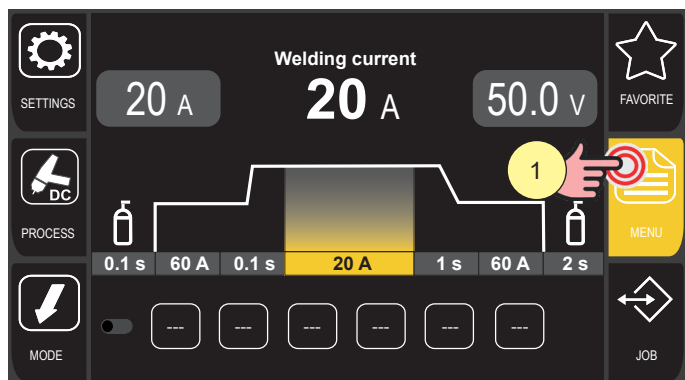 Welding current
SETTINGS
20 A
20 A
50.0 V
FAVORITE
1
DC
PROCESS
MENU
0.1 s 60 A 0.1 s 20 A 1 s 60 A 2 s
--- --- --- --- --- ---
MODE
JOB